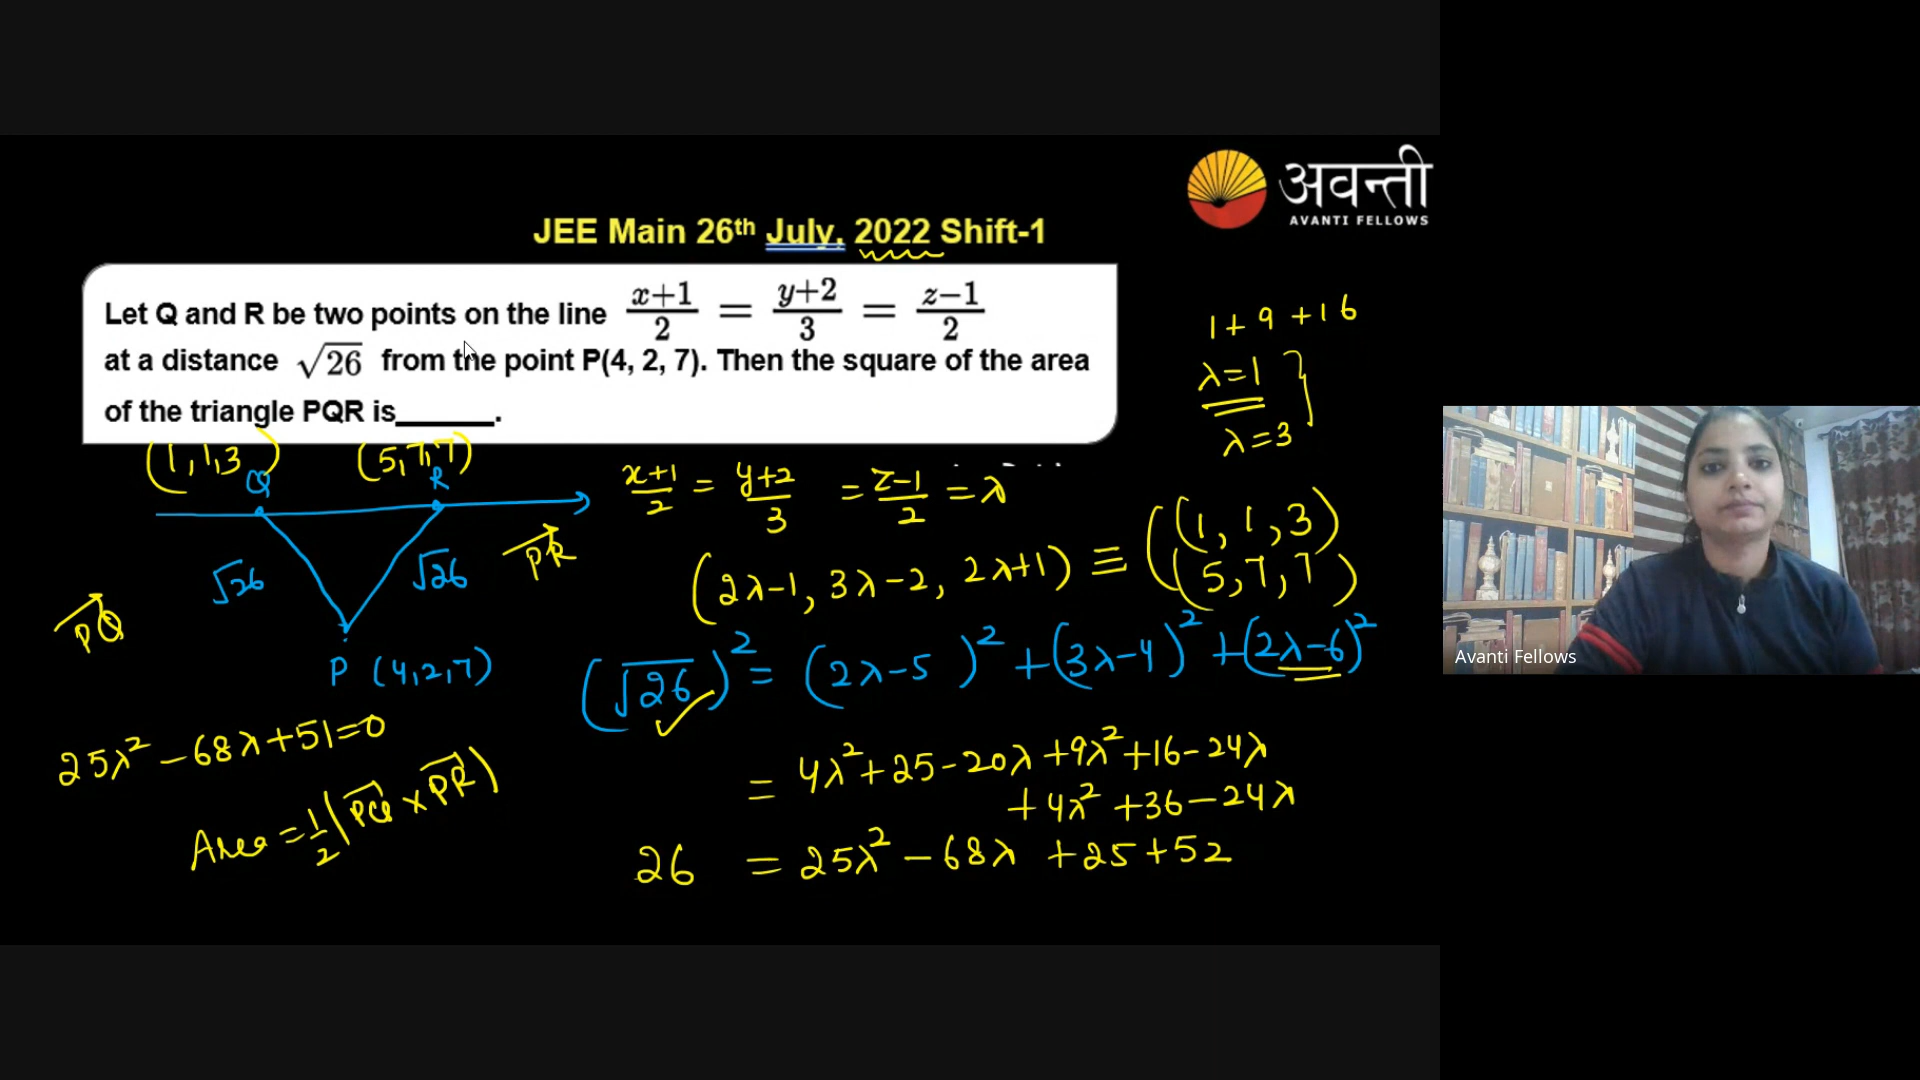 अवन्ती
AVANTI FELLOWS
JEE Main 26th July, 2022 Shift-1
Let Q and R be two points on the line (x+1)/2 = (y+2)/3 = (z−1)/2
at a distance √26 from the point P(4, 2, 7). Then the square of the area
of the triangle PQR is______.
1+9+16
λ=1
λ=3
(1,1,3) (5,7,7)
Q R
(x+1)/2 = (y+2)/3 = (z-1)/2 = λ
(2λ-1, 3λ-2, 2λ+1) ≡ (1,1,3)
(5,7,7)
√26 √26
PR
PQ
P (4,2,7)
(√26)² = (2λ-5)² + (3λ-4)² + (2λ-6)²
25λ² - 68λ + 51 = 0
= 4λ² + 25 - 20λ + 9λ² + 16 - 24λ
+ 4λ² + 36 - 24λ
Area = 1/2 |PQ × PR)
26 = 25λ² - 68λ + 25 + 52
Avanti Fellows